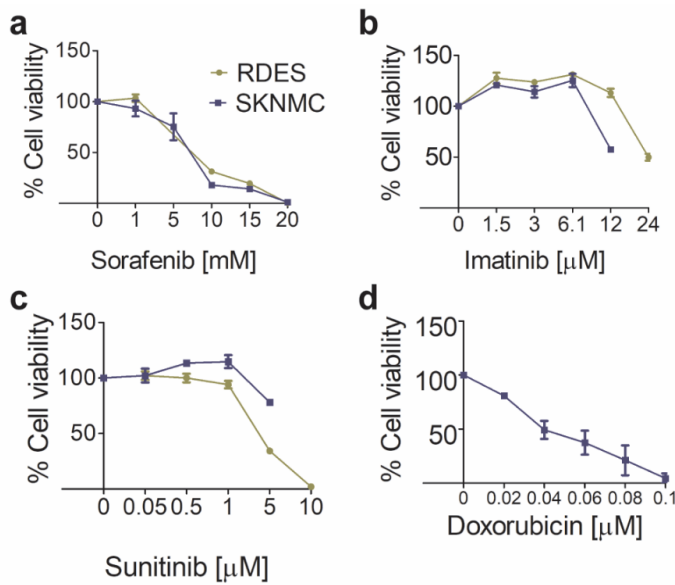 a
150
100
50
% Cell viability
RDES
SKNMC
0 1 5 10 15 20
Sorafenib [mM]
b
150
100
50
% Cell viability
0 1.5 3 6.1 12 24
Imatinib [μM]
c
150
100
50
% Cell viability
0 0.05 0.5 1 5 10
Sunitinib [μM]
d
150
100
50
% Cell viability
0 0.02 0.04 0.06 0.08 0.1
Doxorubicin [μM]